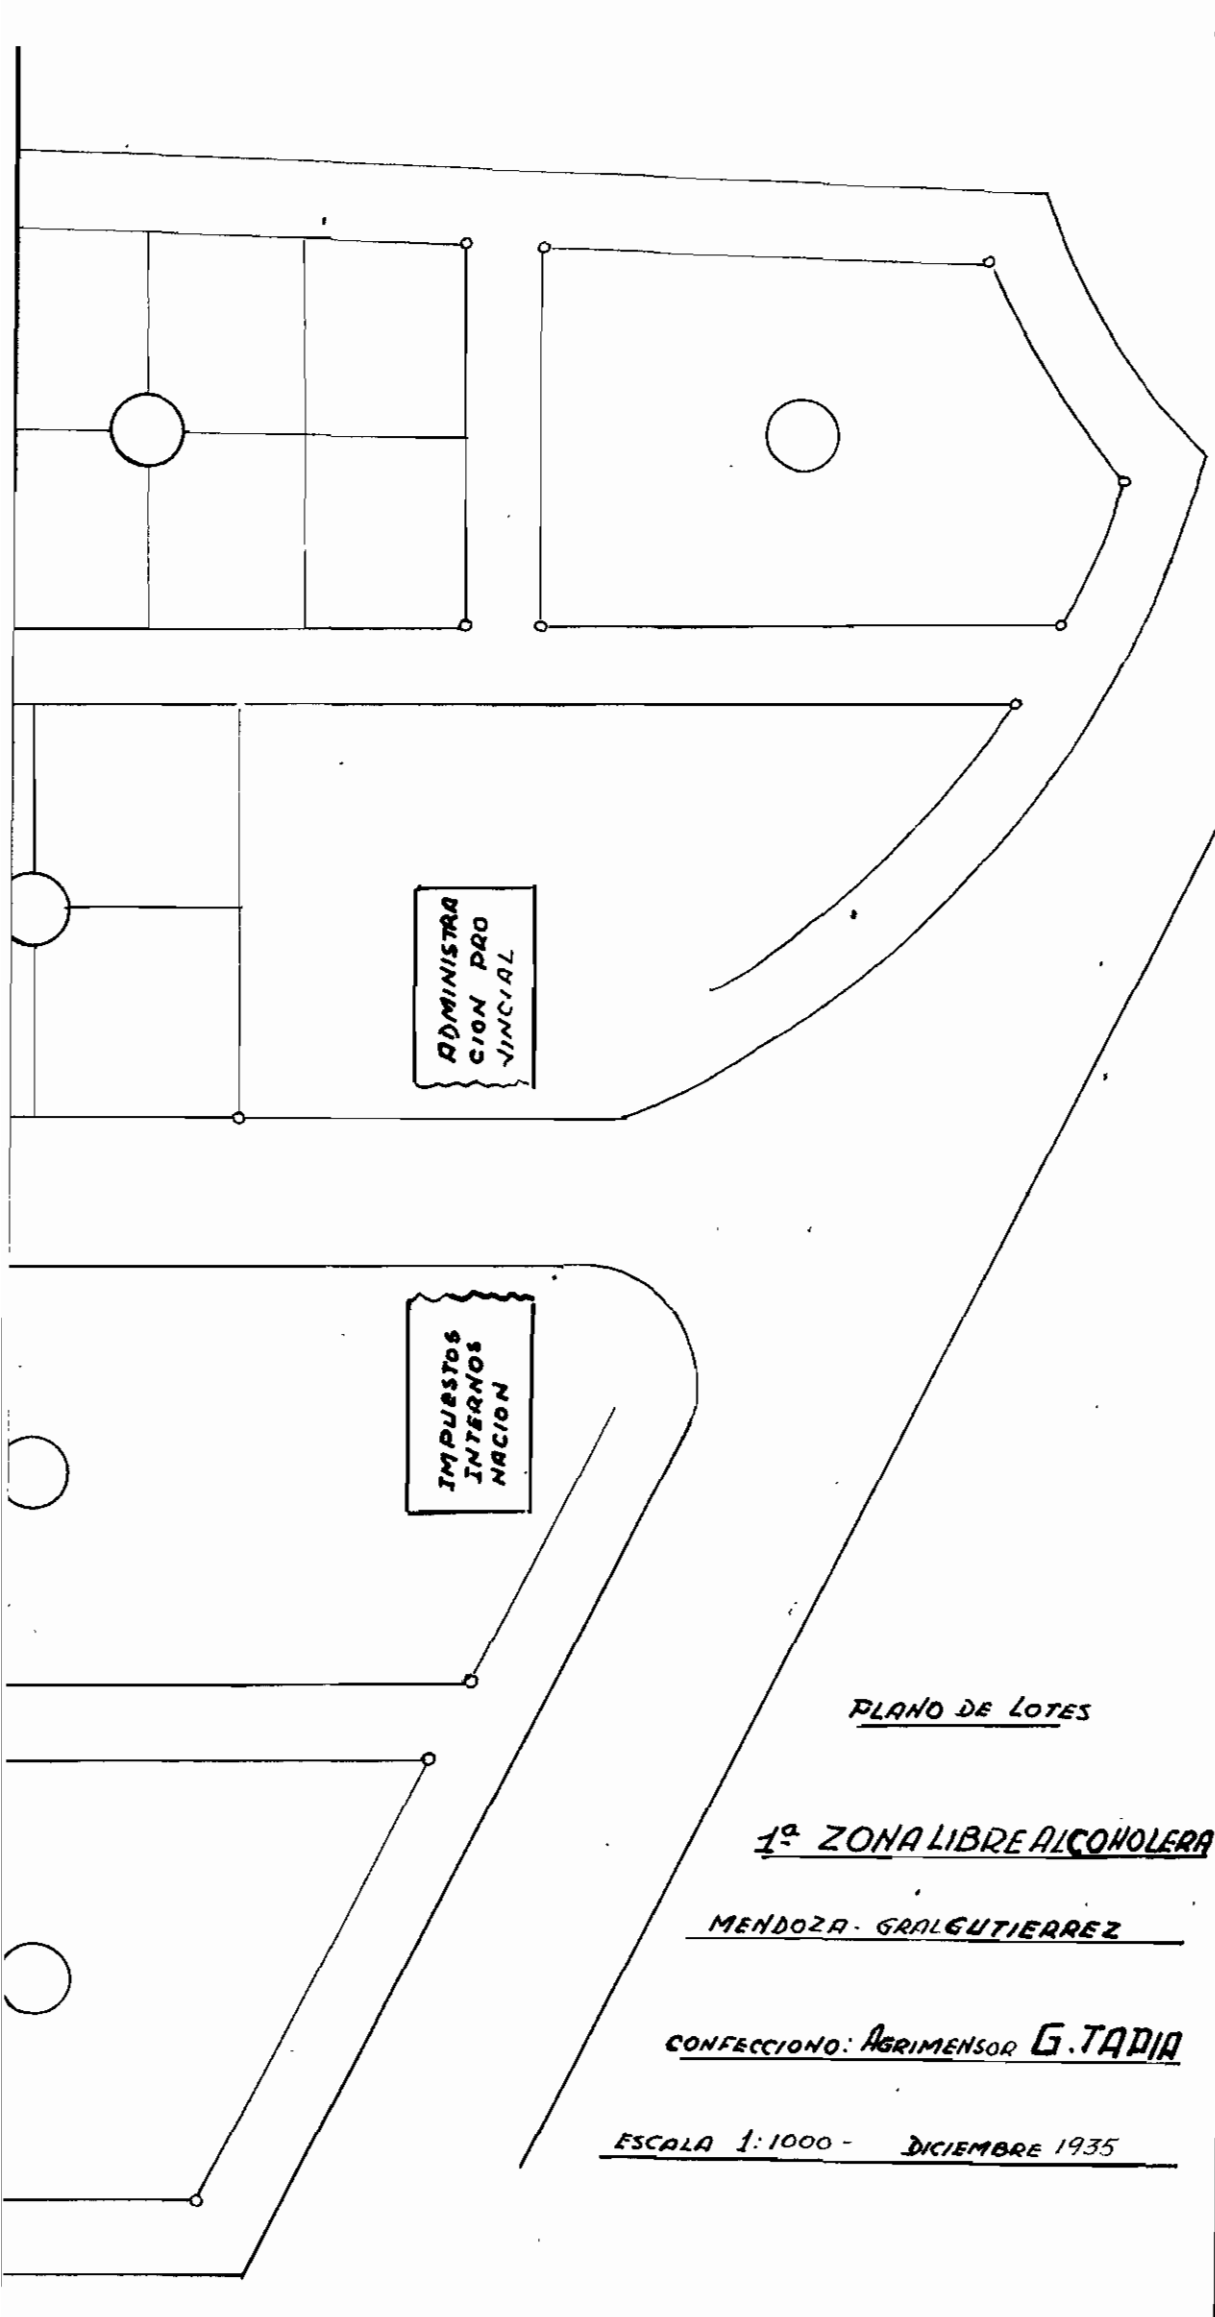 ADMINISTRA
CION PRO
VINCIAL
IMPUESTOS
INTERNOS
NACION
PLANO DE LOTES
1ª ZONA LIBRE ALCOHOLERA
MENDOZA - GRAL GUTIERREZ
CONFECCIONO: AGRIMENSOR G. TAPIA
ESCALA 1:1000 - DICIEMBRE 1935